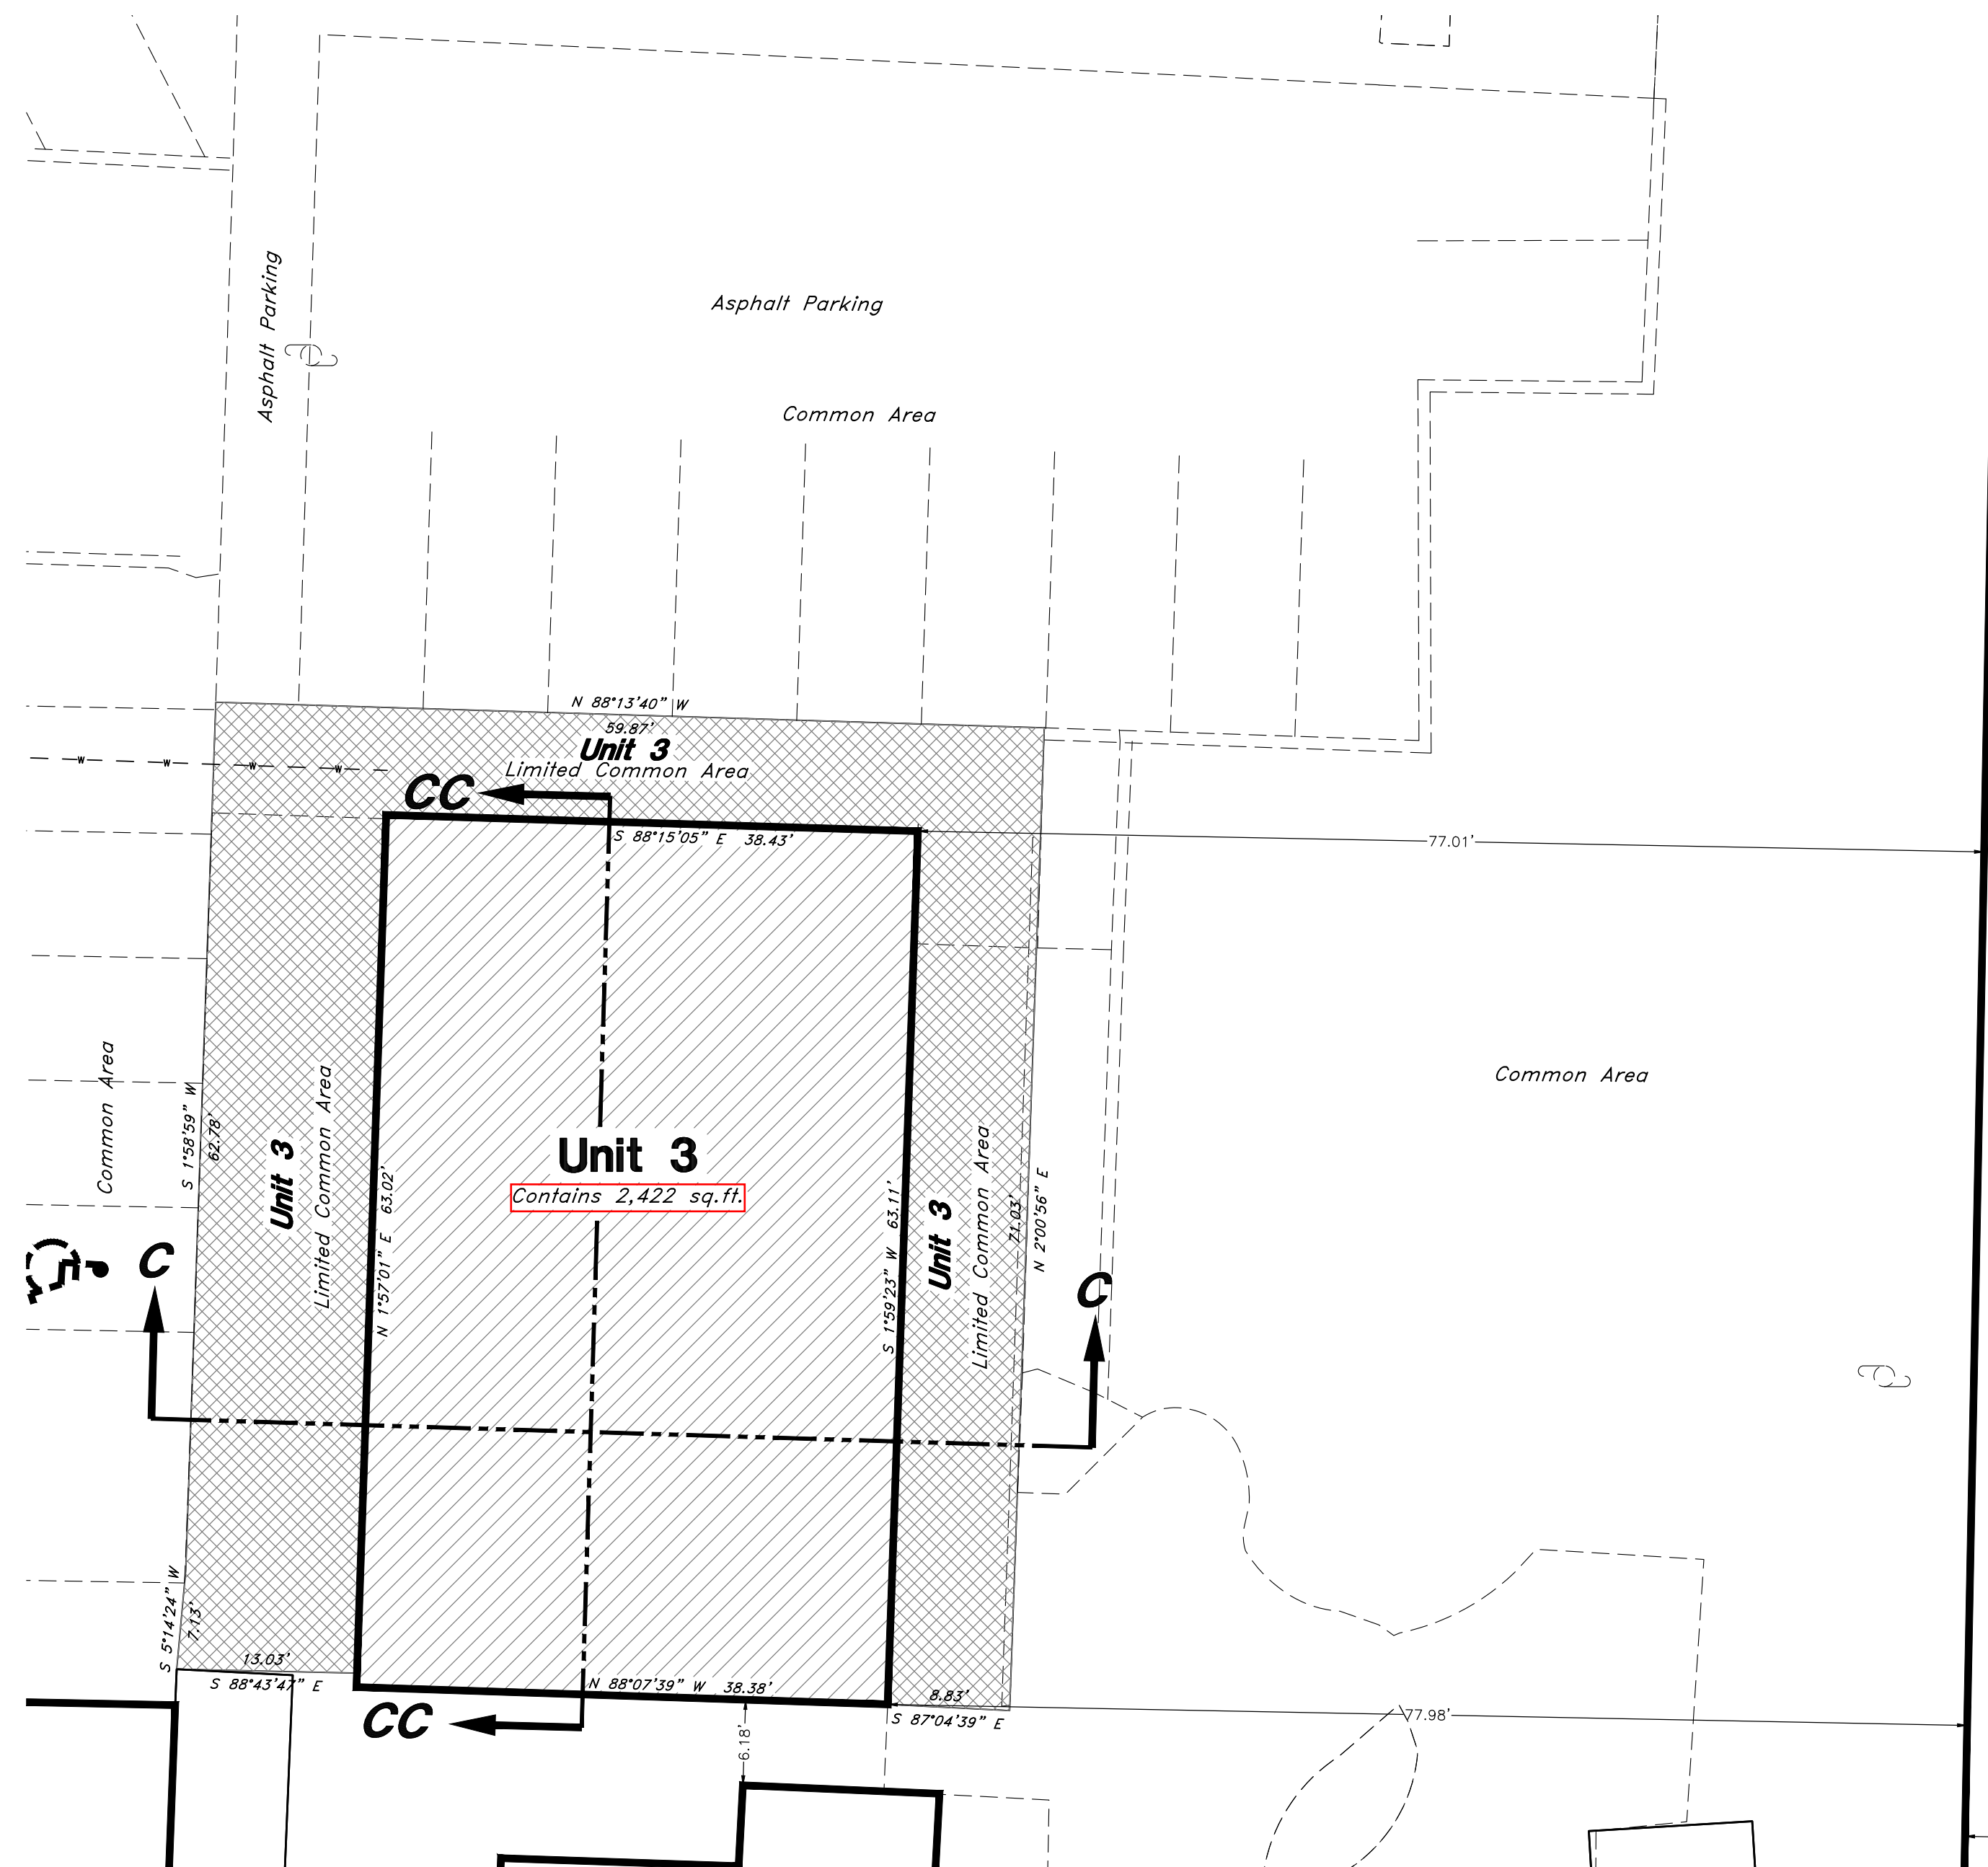 Asphalt Parking
Asphalt Parking
Common Area
N 88°13'40" W
59.87'
Unit 3
Limited Common Area
W W W W
CC
S 88°15'05" E 38.43'
77.01'
Common Area
Common Area
S 1°58'59" W
62.78'
Unit 3
Limited Common Area
N 1°57'01" E 63.02'
Unit 3
Contains 2,422 sq.ft.
S 1°59'23" W 63.11'
Unit 3
Limited Common Area
71.03'
N 2°00'56" E
C
C
S 5°14'24" W
7.13'
13.03'
S 88°43'47" E
N 88°07'39" W 38.38'
8.83'
S 87°04'39" E
77.98'
CC
6.18'